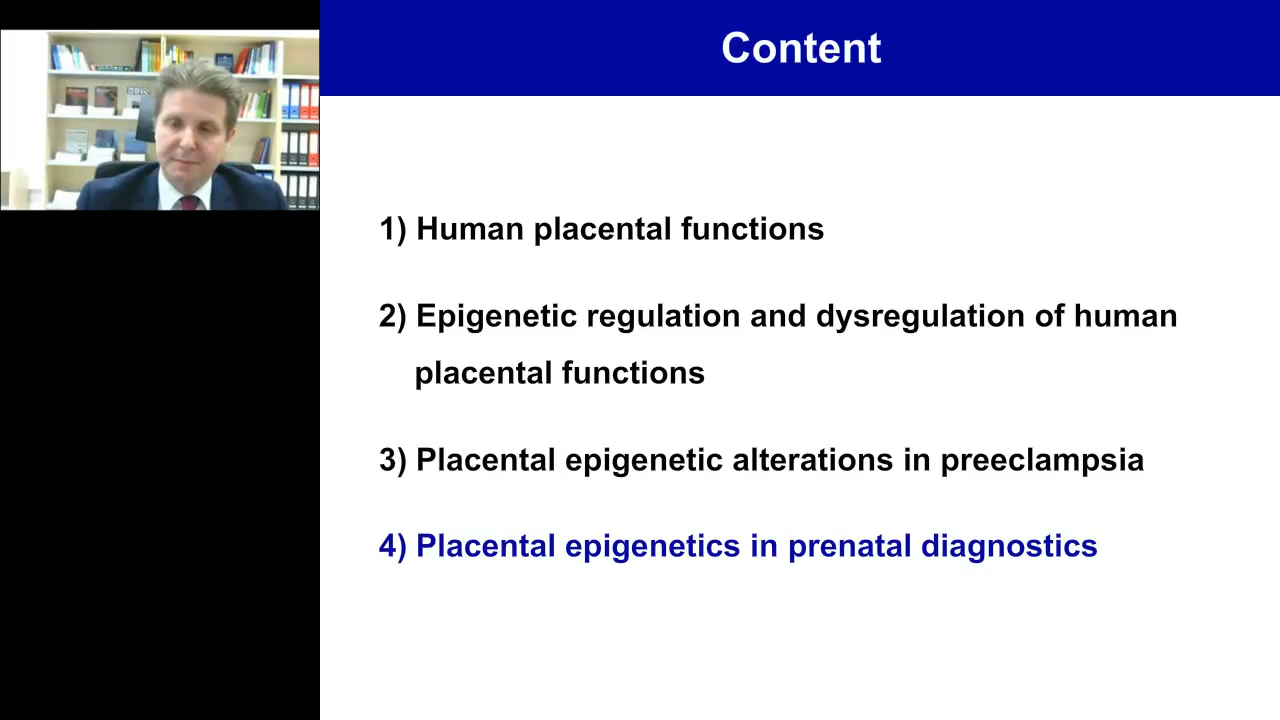 Content
1) Human placental functions
2) Epigenetic regulation and dysregulation of human
placental functions
3) Placental epigenetic alterations in preeclampsia
4) Placental epigenetics in prenatal diagnostics